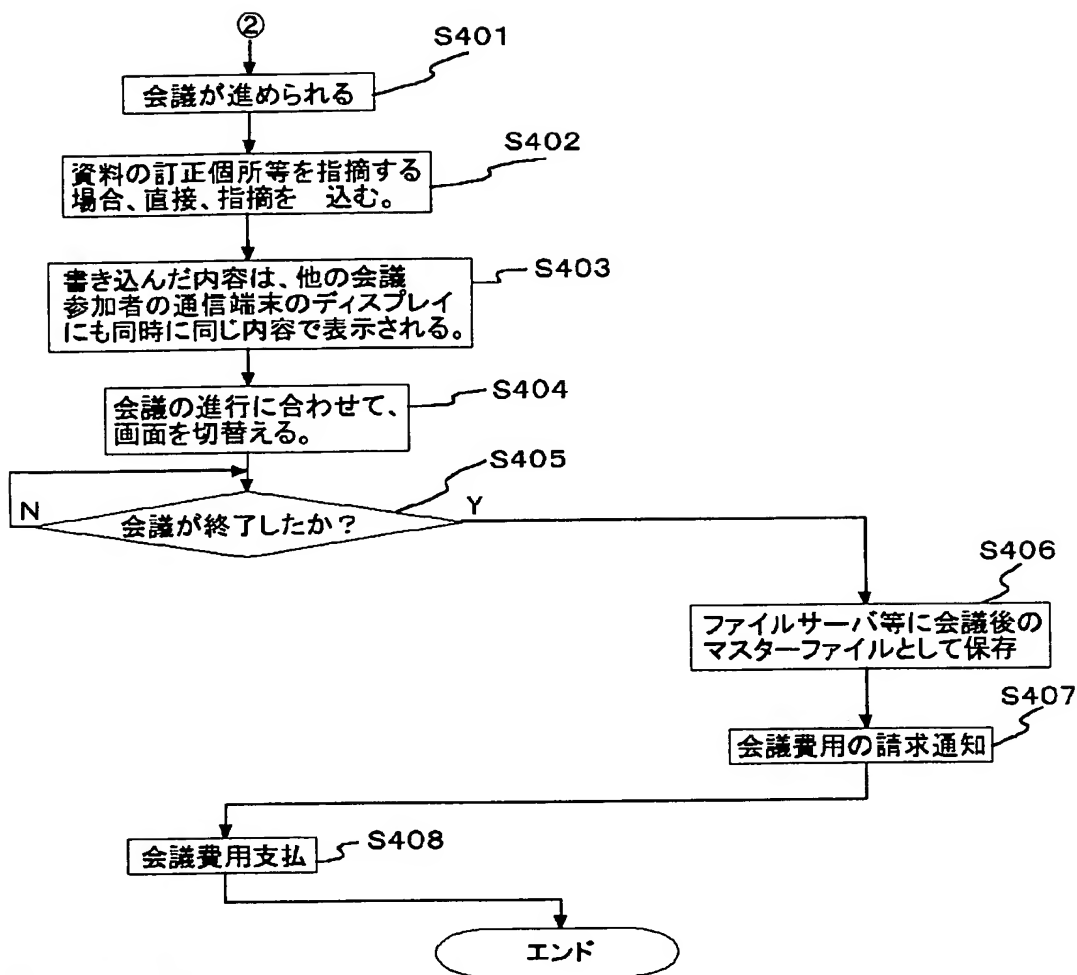 ②
S401
会議が進められる
S402
資料の訂正個所等を指摘する
場合、直接、指摘を 込む。
S403
書き込んだ内容は、他の会議
参加者の通信端末のディスプレイ
にも同時に同じ内容で表示される。
S404
会議の進行に合わせて、
画面を切替える。
S405
N
Y
会議が終了したか?
S406
ファイルサーバ等に会議後の
マスターファイルとして保存
S407
会議費用の請求通知
S408
会議費用支払
エンド